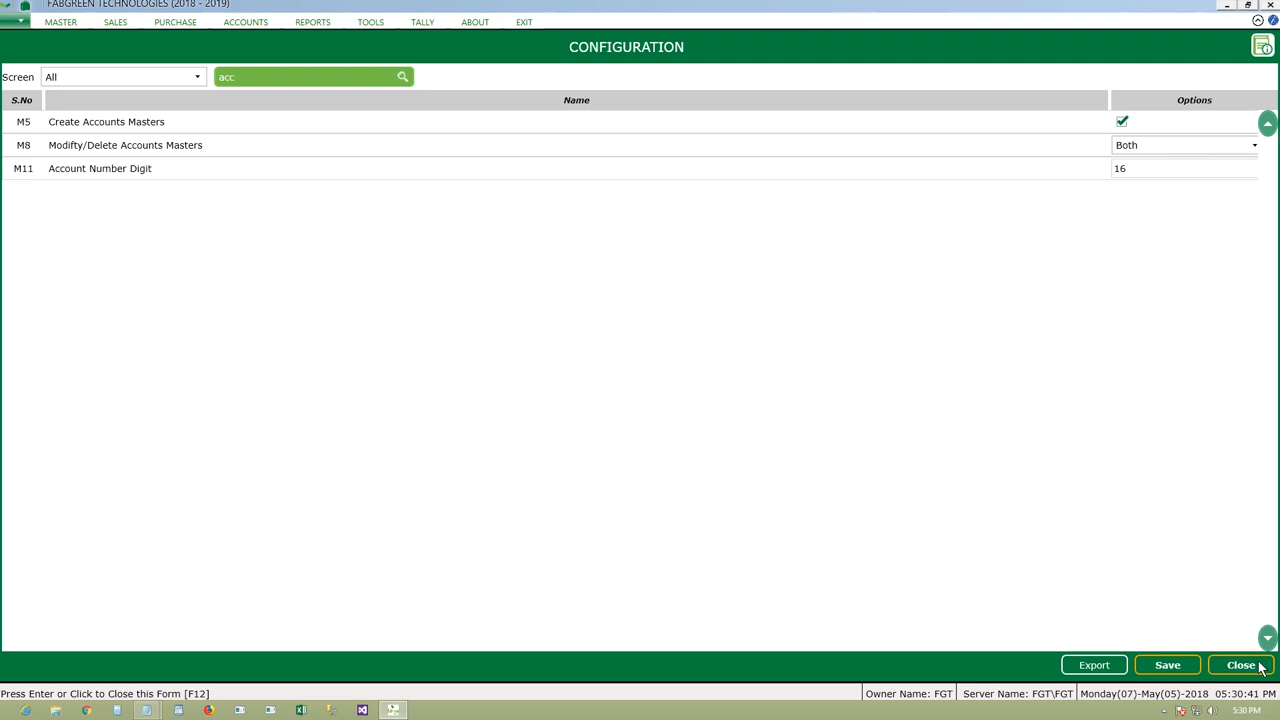 FABGREEN TECHNOLOGIES (2018 - 2019)
MASTER SALES PURCHASE ACCOUNTS REPORTS TOOLS TALLY ABOUT EXIT
CONFIGURATION
Screen All acc
S.No Name Options
M5 Create Accounts Masters
M8 Modifty/Delete Accounts Masters Both
M11 Account Number Digit 16
Export Save Close
Press Enter or Click to Close this Form [F12] Owner Name: FGT Server Name: FGT\FGT Monday(07)-May(05)-2018 05:30:41 PM
5:30 PM